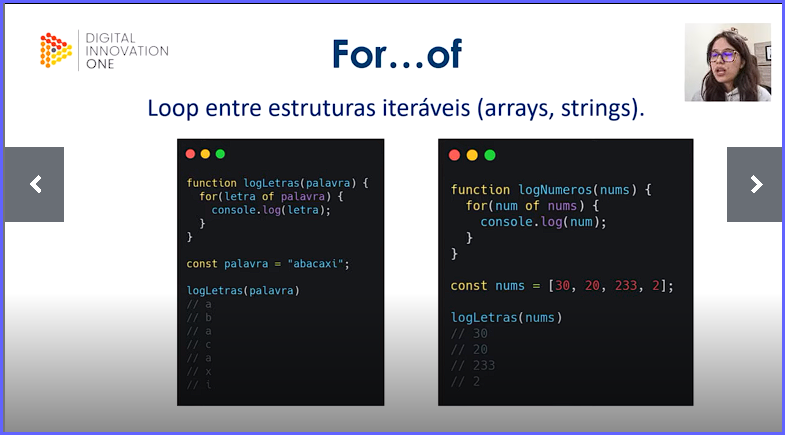 DIGITAL
INNOVATION
ONE
For...of
Loop entre estruturas iteráveis (arrays, strings).
function logLetras(palavra) {
for(letra of palavra) {
console.log(letra);
}
}
const palavra = "abacaxi";
logLetras(palavra)
// a
// b
// a
// c
// a
// x
// i
function logNumeros(nums) {
for(num of nums) {
console.log(num);
}
}
const nums = [30, 20, 233, 2];
logLetras(nums)
// 30
// 20
// 233
// 2